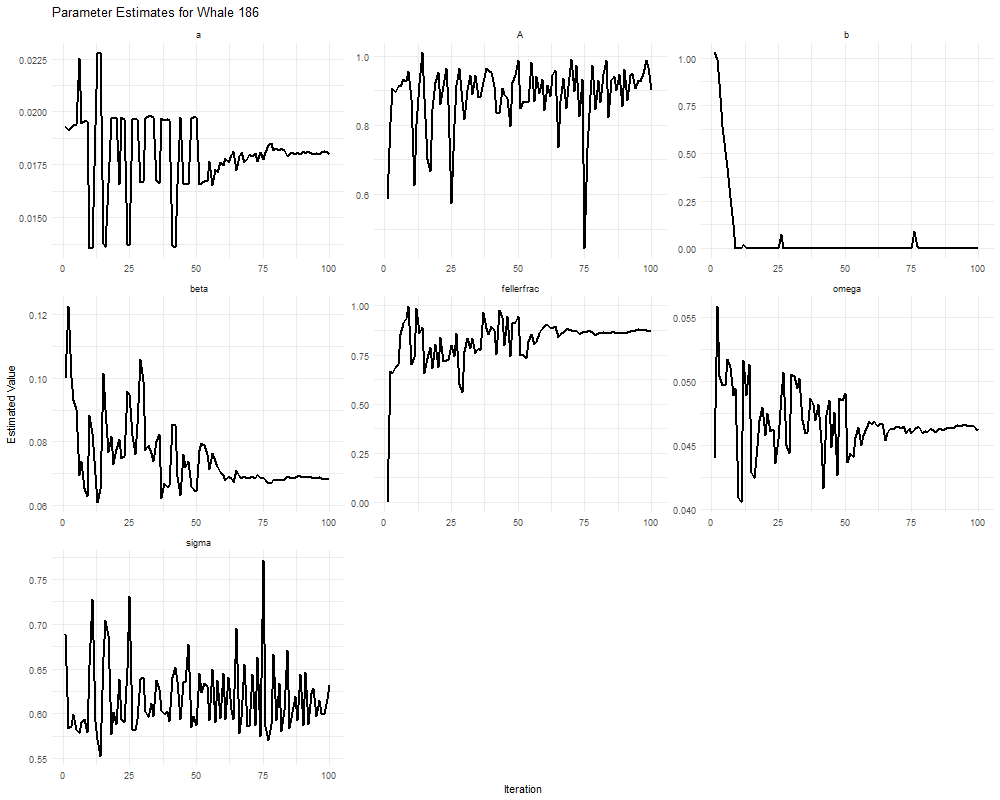 Parameter Estimates for Whale 186
a
A
b
0.0225
0.0200
0.0175
0.0150
0 25 50 75 100
1.0
0.8
0.6
0 25 50 75 100
1.00
0.75
0.50
0.25
0.00
0 25 50 75 100
beta
fellerfrac
omega
0.12
0.10
0.08
0.06
0 25 50 75 100
1.00
0.75
0.50
0.25
0.00
0 25 50 75 100
0.055
0.050
0.045
0.040
0 25 50 75 100
sigma
0.75
0.70
0.65
0.60
0.55
0 25 50 75 100
Estimated Value
Iteration